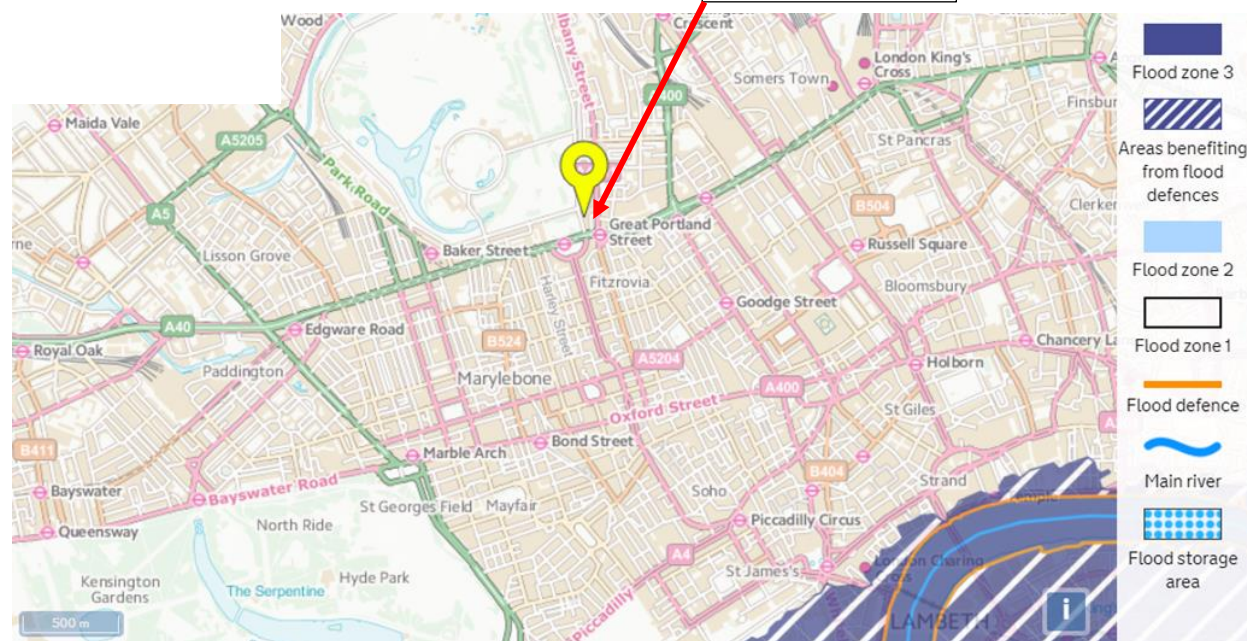 Wood
Albany Street
Crescent
A400
London King's
Cross
Somers Town
Finsbur
Maida Vale
A5205
Park Road
St Pancras
A5
B504
Clerker
Great Portland
Street
Baker Street
Russell Square
Lisson Grove
Harley Street
Fitzrovia
Bloomsbury
Goodge Street
A40
Edgware Road
B524
Royal Oak
A5204
Chancery La
Holborn
Paddington
Marylebone
A400
Oxford Street
St Giles
Bond Street
B411
Marble Arch
B404
Bayswater
Bayswater Road
St Georges Field
Mayfair
Soho
Strand
Queensway
North Ride
Piccadilly Circus
A4
St James's
London Charing
Cross
Kensington
Gardens
Hyde Park
The Serpentine
Piccadilly
LAMBETH
500 m
i
Flood zone 3
Areas benefiting
from flood
defences
Flood zone 2
Flood zone 1
Flood defence
Main river
Flood storage
area